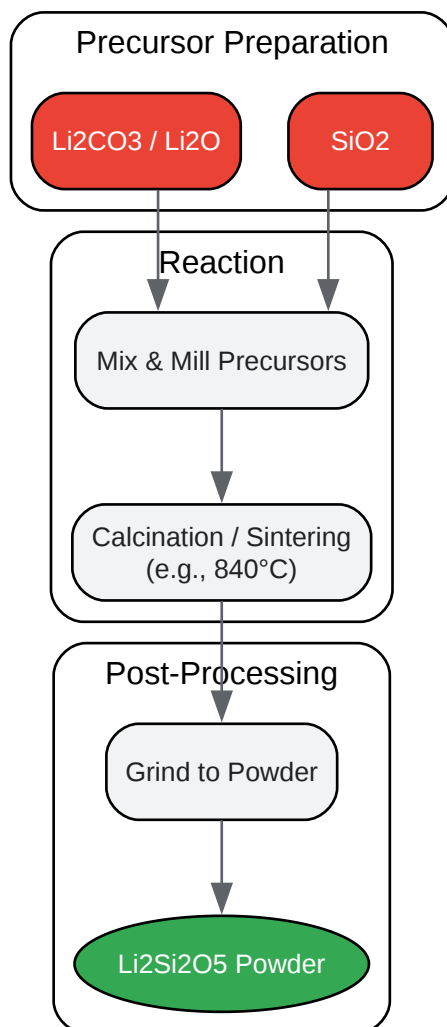 Precursor Preparation
Li2CO3 / Li2O
SiO2
Reaction
Mix & Mill Precursors
Calcination / Sintering
(e.g., 840°C)
Post-Processing
Grind to Powder
Li2Si2O5 Powder